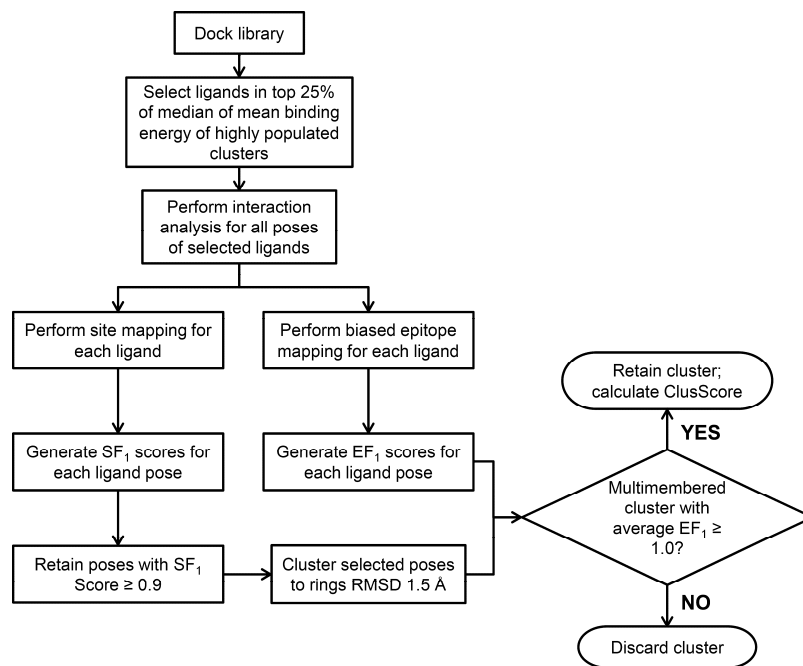 Dock library
Select ligands in top 25%
of median of mean binding
energy of highly populated
clusters
Perform interaction
analysis for all poses
of selected ligands
Perform site mapping for
each ligand
Perform biased epitope
mapping for each ligand
Generate SF₁ scores for
each ligand pose
Generate EF₁ scores for
each ligand pose
Retain poses with SF₁
Score ≥ 0.9
Cluster selected poses
to rings RMSD 1.5 Å
Retain cluster;
calculate ClusScore
YES
Multimembered
cluster with
average EF₁ ≥
1.0?
NO
Discard cluster